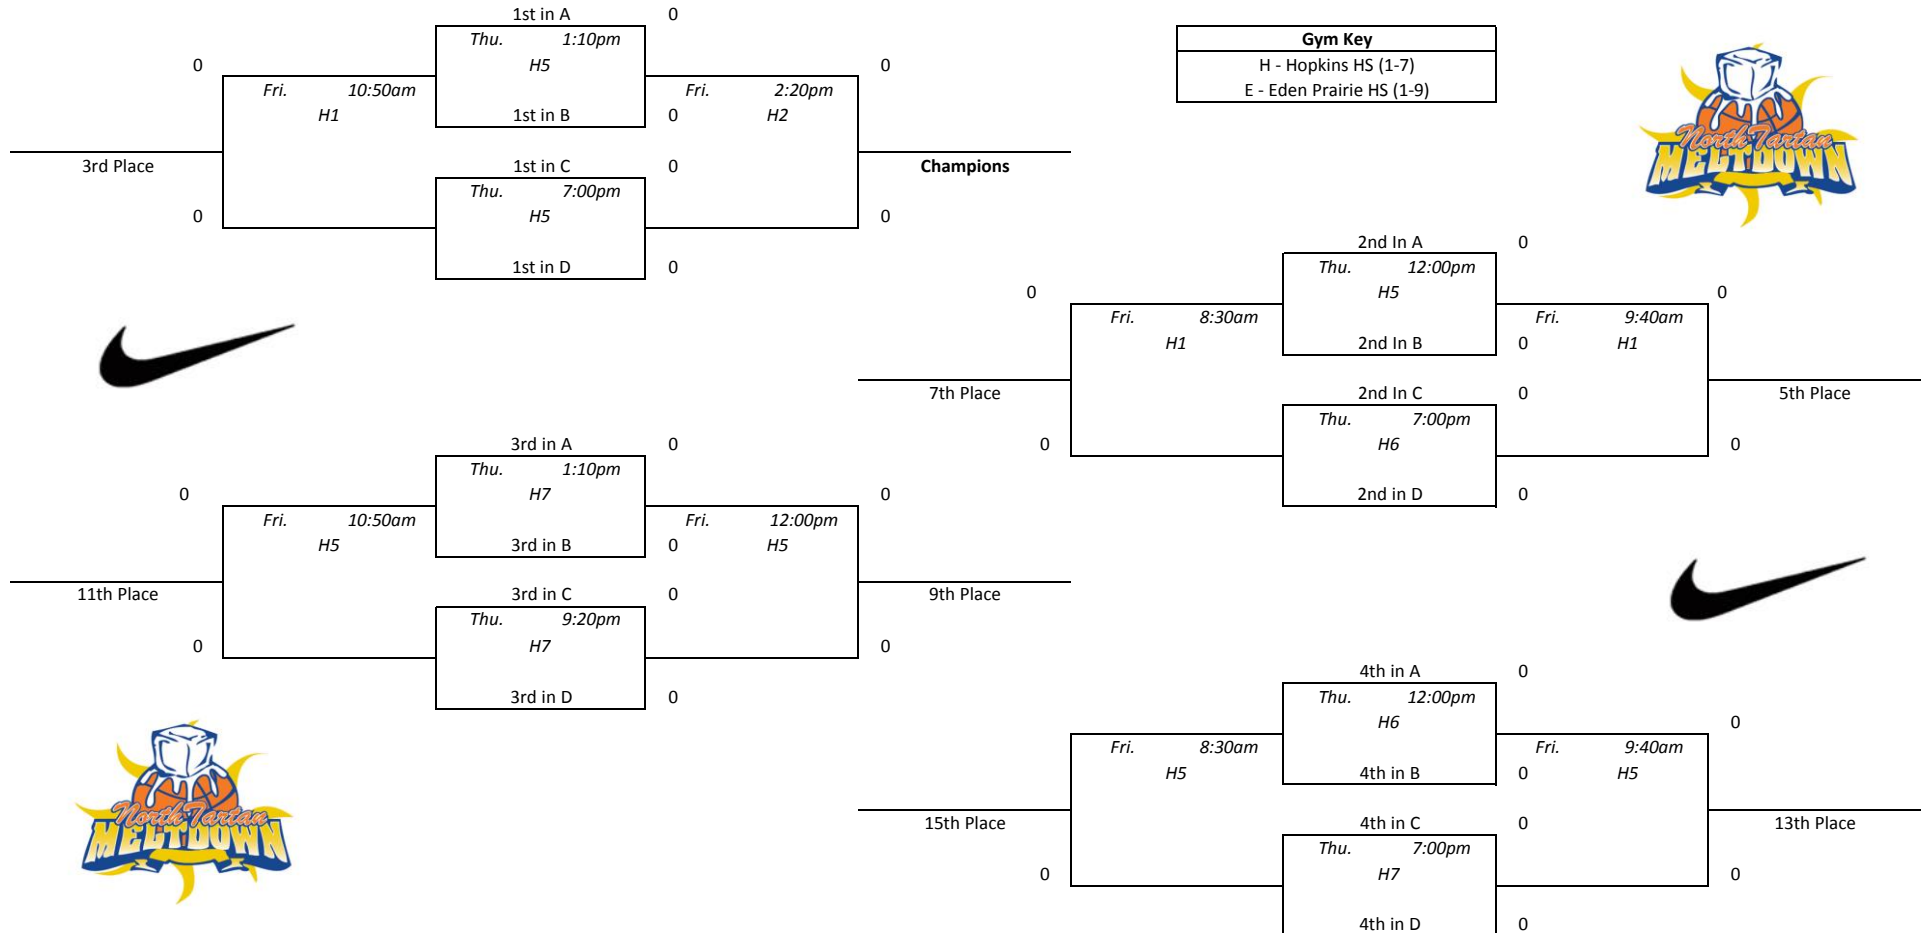 1st in A 0
Thu. 1:10pm
Gym Key
0 H5 0
H - Hopkins HS (1-7)
Fri. 10:50am Fri. 2:20pm
E - Eden Prairie HS (1-9)
H1 1st in B 0 H2
North Tartan
MELTDOWN
3rd Place 1st in C 0 Champions
Thu. 7:00pm
0 H5 0
2nd In A 0
1st in D 0
Thu. 12:00pm
0 H5 0
Fri. 8:30am Fri. 9:40am
H1 2nd In B 0 H1
7th Place 2nd In C 0 5th Place
Thu. 7:00pm
3rd in A 0
0 H6 0
Thu. 1:10pm
0 H7 0
2nd in D 0
Fri. 10:50am Fri. 12:00pm
H5 3rd in B 0 H5
11th Place 3rd in C 0 9th Place
Thu. 9:20pm
0 H7 0
4th in A 0
3rd in D 0
Thu. 12:00pm
H6 0
Fri. 8:30am Fri. 9:40am
H5 4th in B 0 H5
North Tartan
MELTDOWN
15th Place 4th in C 0 13th Place
Thu. 7:00pm
0 H7 0
4th in D 0